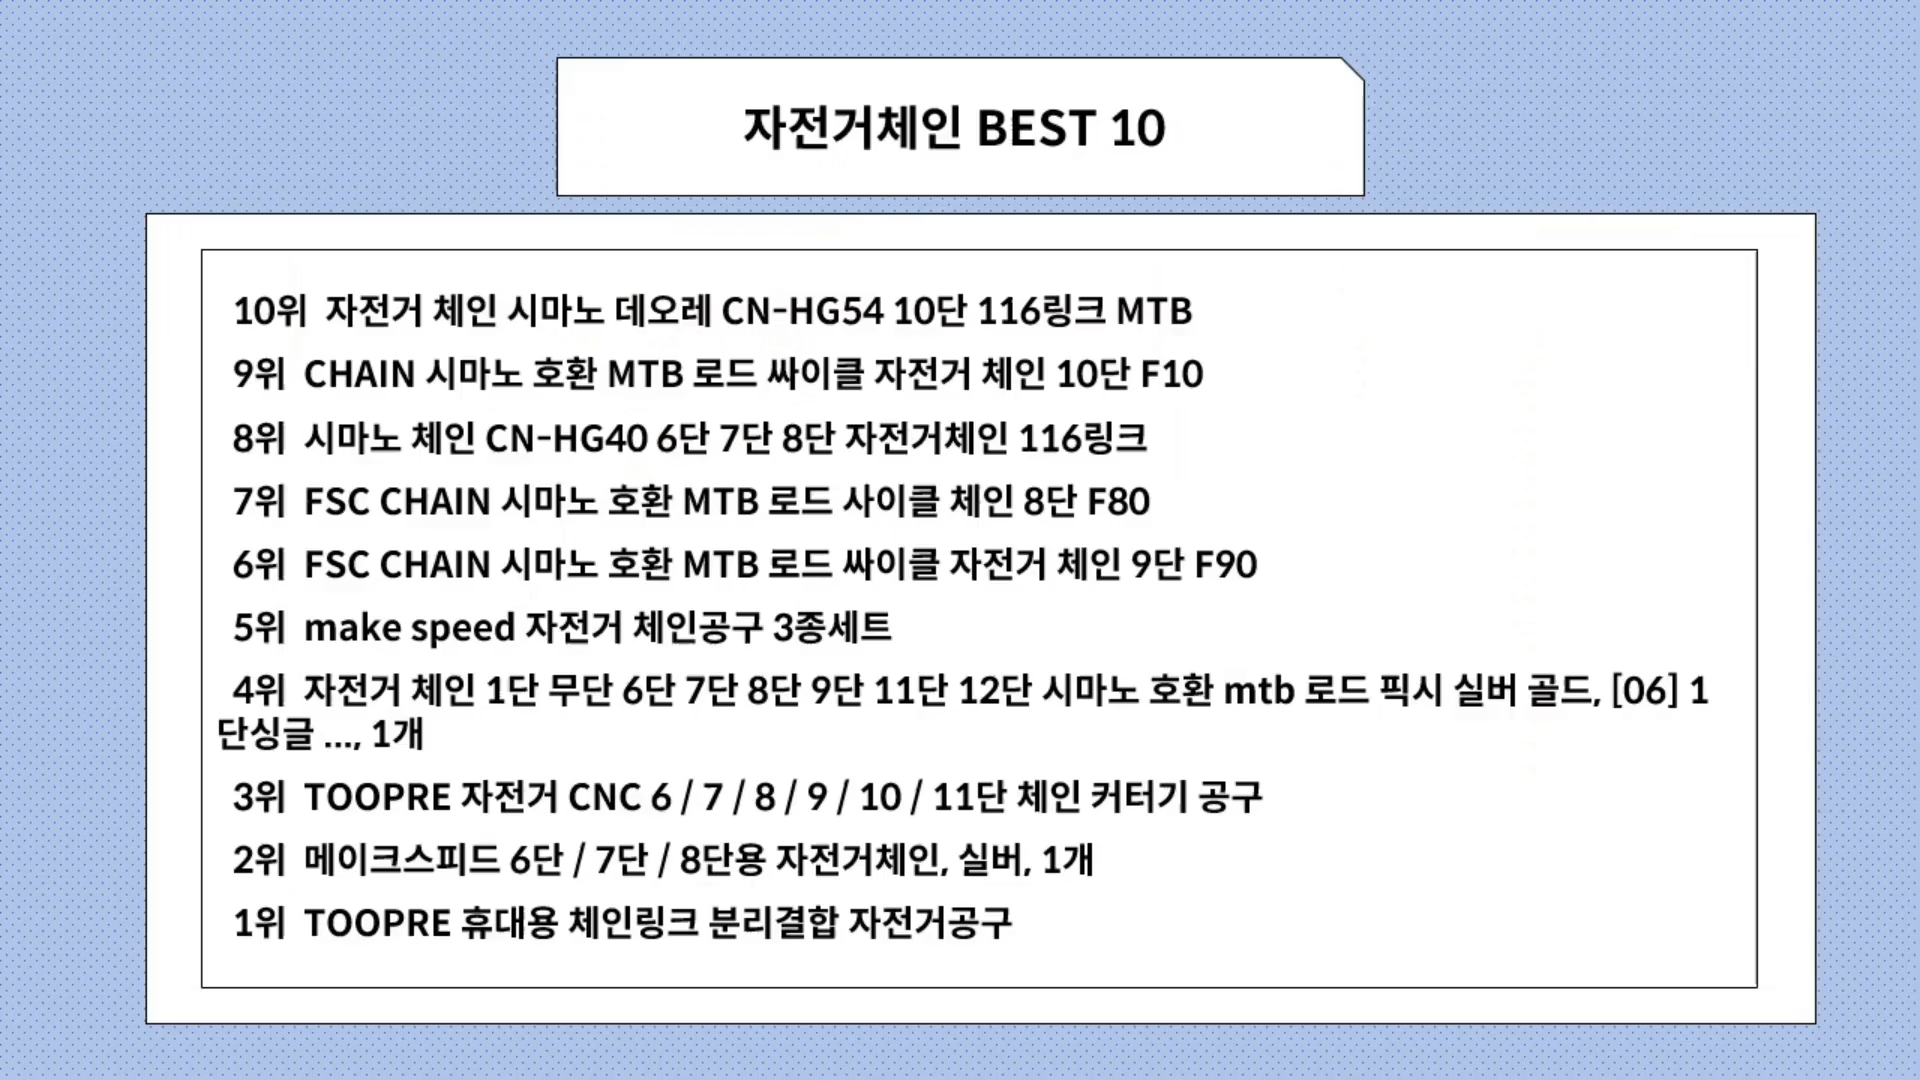 자전거체인 BEST 10
10위 자전거 체인 시마노 데오레 CN-HG54 10단 116링크 MTB
9위 CHAIN 시마노 호환 MTB 로드 싸이클 자전거 체인 10단 F10
8위 시마노 체인 CN-HG40 6단 7단 8단 자전거체인 116링크
7위 FSC CHAIN 시마노 호환 MTB 로드 사이클 체인 8단 F80
6위 FSC CHAIN 시마노 호환 MTB 로드 싸이클 자전거 체인 9단 F90
5위 make speed 자전거 체인공구 3종세트
4위 자전거 체인 1단 무단 6단 7단 8단 9단 11단 12단 시마노 호환 mtb 로드 픽시 실버 골드, [06] 1
단싱글 ..., 1개
3위 TOOPRE 자전거 CNC 6 / 7 / 8 / 9 / 10 / 11단 체인 커터기 공구
2위 메이크스피드 6단 / 7단 / 8단용 자전거체인, 실버, 1개
1위 TOOPRE 휴대용 체인링크 분리결합 자전거공구